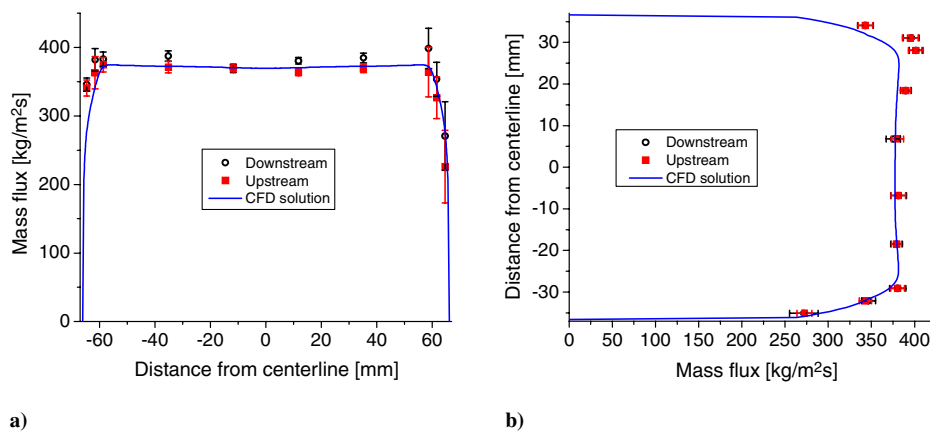 400
300
200
100
0
Mass flux [kg/m²s]
Downstream
Upstream
CFD solution
-60 -40 -20 0 20 40 60
Distance from centerline [mm]
a)
30
20
10
0
-10
-20
-30
Distance from centerline [mm]
Downstream
Upstream
CFD solution
0 50 100 150 200 250 300 350 400
Mass flux [kg/m²s]
b)